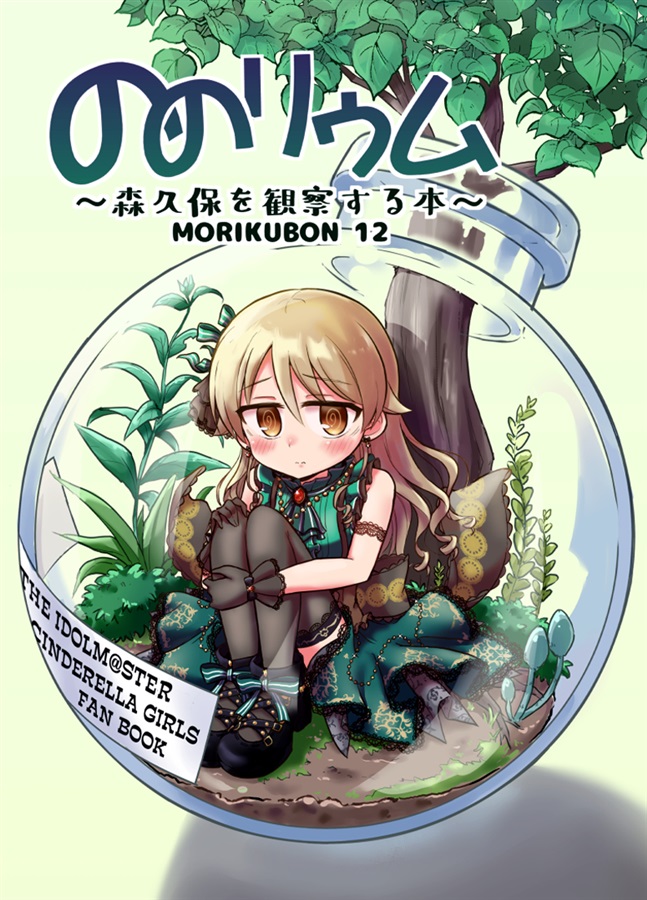 ののリウム
～森久保を観察する本～
MORIKUBON 12
THE IDOLM@STER
CINDERELLA GIRLS
FAN BOOK